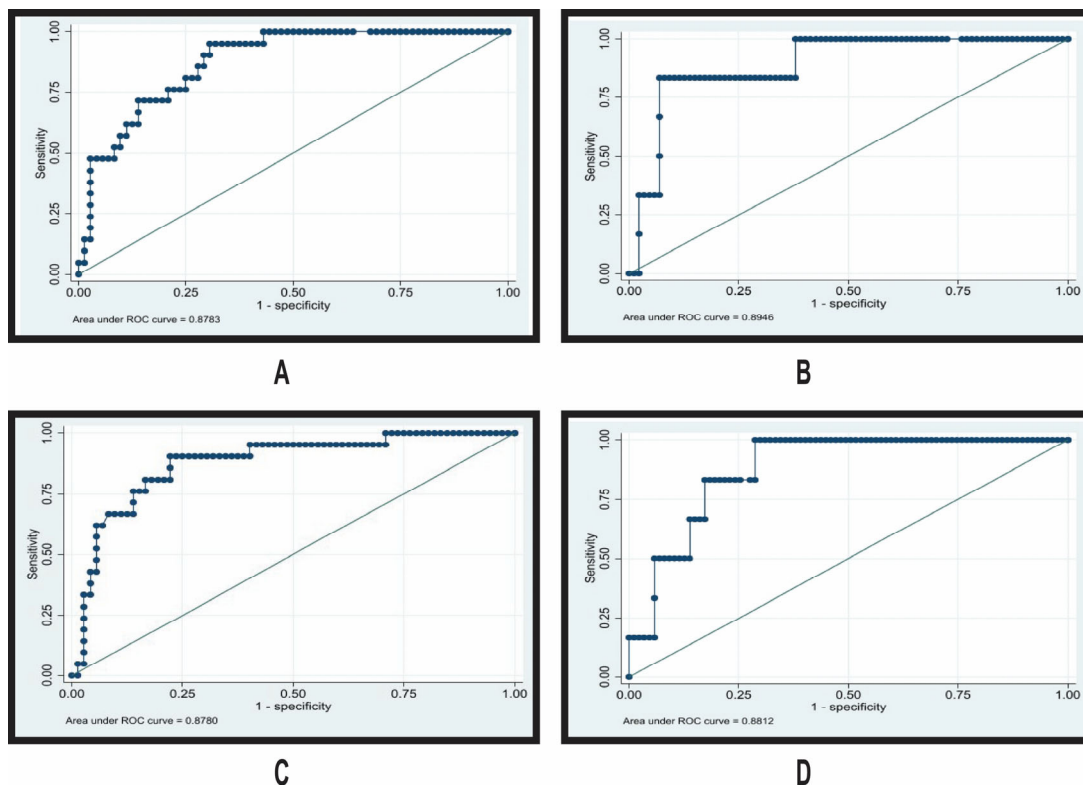 Sensitivity
1.00
0.75
0.50
0.25
0.00
0.00 0.25 0.50 0.75 1.00
1 - specificity
Area under ROC curve = 0.8783
A
Sensitivity
1.00
0.75
0.50
0.25
0.00
0.00 0.25 0.50 0.75 1.00
1 - specificity
Area under ROC curve = 0.8946
B
Sensitivity
1.00
0.75
0.50
0.25
0.00
0.00 0.25 0.50 0.75 1.00
1 - specificity
Area under ROC curve = 0.8780
C
Sensitivity
1.00
0.75
0.50
0.25
0.00
0.00 0.25 0.50 0.75 1.00
1 - specificity
Area under ROC curve = 0.8812
D